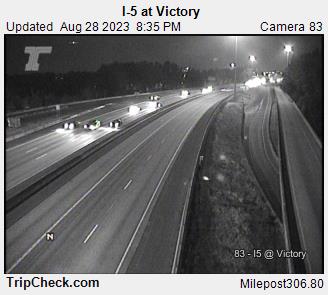 I-5 at Victory
Updated Aug 28 2023 8:35 PM Camera 83
T
N
83 - I5 @ Victory
TripCheck.com Milepost306.80